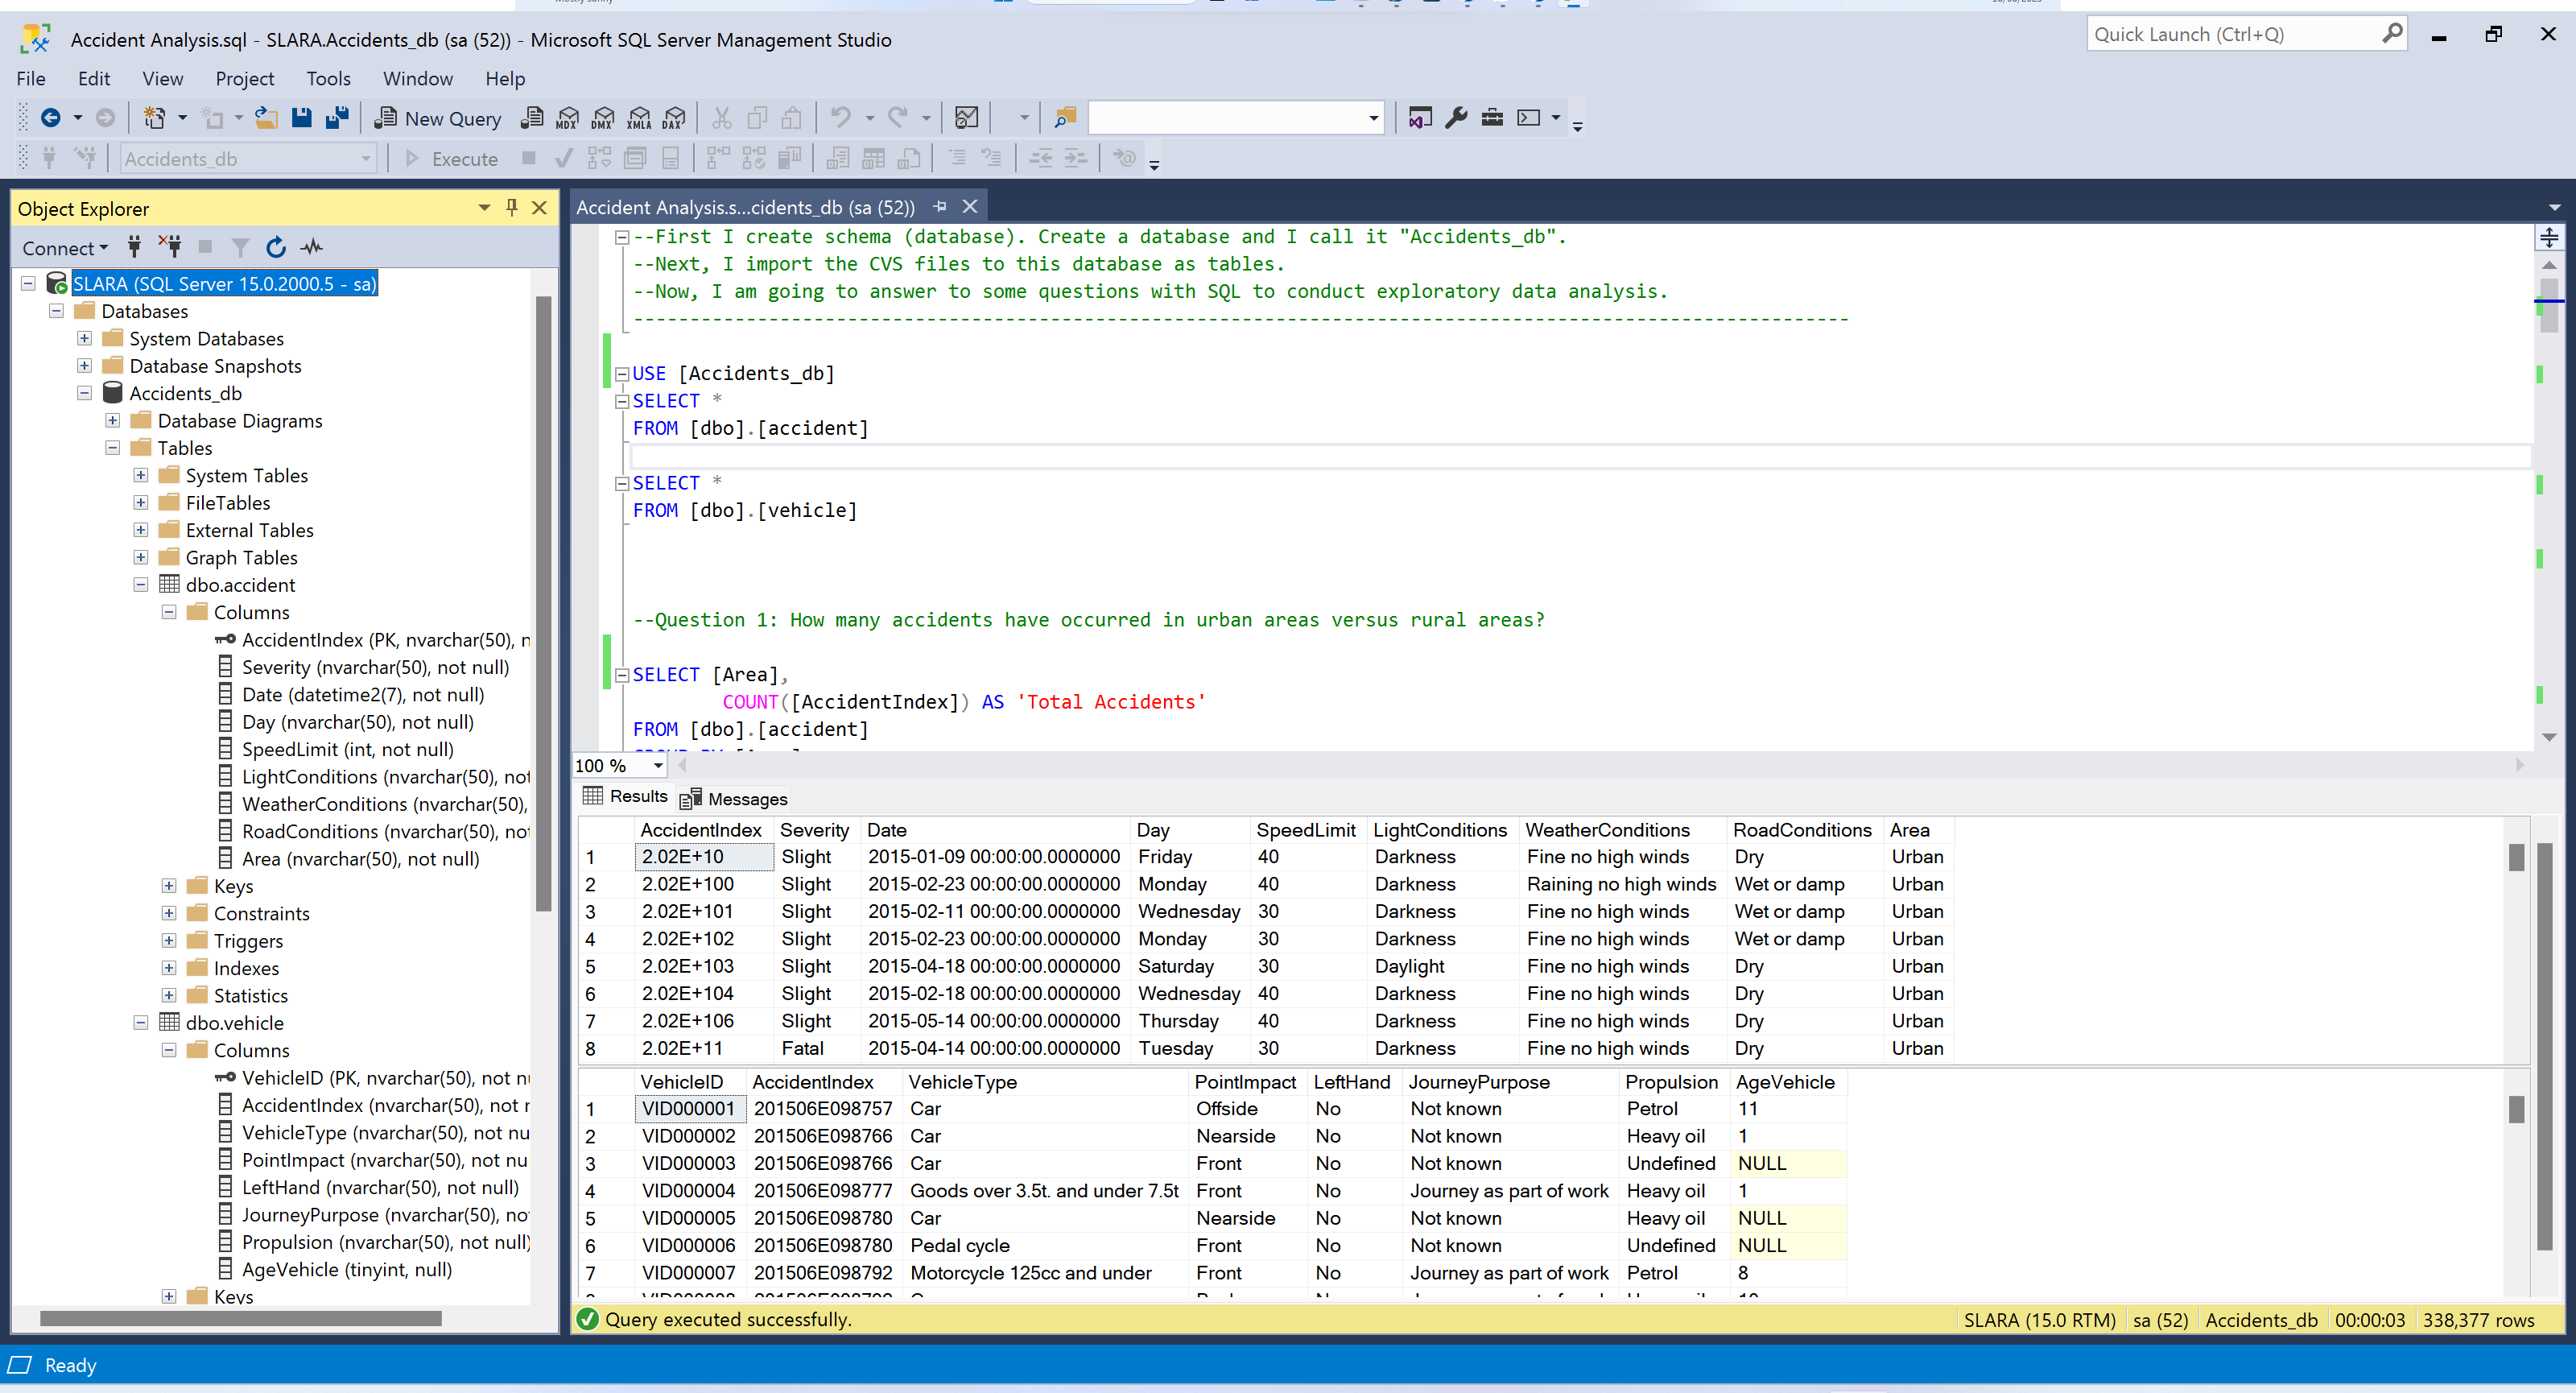 Accident Analysis.sql - SLARA.Accidents_db (sa (52)) - Microsoft SQL Server Management Studio
Quick Launch (Ctrl+Q)
File Edit View Project Tools Window Help
New Query MDX DMX XMLA DAX
Accidents_db Execute
Object Explorer
Connect
SLARA (SQL Server 15.0.2000.5 - sa)
Databases
System Databases
Database Snapshots
Accidents_db
Database Diagrams
Tables
System Tables
FileTables
External Tables
Graph Tables
dbo.accident
Columns
AccidentIndex (PK, nvarchar(50), n
Severity (nvarchar(50), not null)
Date (datetime2(7), not null)
Day (nvarchar(50), not null)
SpeedLimit (int, not null)
LightConditions (nvarchar(50), not
WeatherConditions (nvarchar(50),
RoadConditions (nvarchar(50), not
Area (nvarchar(50), not null)
Keys
Constraints
Triggers
Indexes
Statistics
dbo.vehicle
Columns
VehicleID (PK, nvarchar(50), not nu
AccidentIndex (nvarchar(50), not r
VehicleType (nvarchar(50), not nu
PointImpact (nvarchar(50), not nu
LeftHand (nvarchar(50), not null)
JourneyPurpose (nvarchar(50), no
Propulsion (nvarchar(50), not null)
AgeVehicle (tinyint, null)
Keys
Accident Analysis.s...cidents_db (sa (52))
--First I create schema (database). Create a database and I call it "Accidents_db".
--Next, I import the CVS files to this database as tables.
--Now, I am going to answer to some questions with SQL to conduct exploratory data analysis.
------------------------------------------------------------------------------------------------------------
USE [Accidents_db]
SELECT *
FROM [dbo].[accident]
SELECT *
FROM [dbo].[vehicle]
--Question 1: How many accidents have occurred in urban areas versus rural areas?
SELECT [Area],
COUNT([AccidentIndex]) AS 'Total Accidents'
FROM [dbo].[accident]
100 %
Results Messages
AccidentIndex Severity Date Day SpeedLimit LightConditions WeatherConditions RoadConditions Area
1 2.02E+10 Slight 2015-01-09 00:00:00.0000000 Friday 40 Darkness Fine no high winds Dry Urban
2 2.02E+100 Slight 2015-02-23 00:00:00.0000000 Monday 40 Darkness Raining no high winds Wet or damp Urban
3 2.02E+101 Slight 2015-02-11 00:00:00.0000000 Wednesday 30 Darkness Fine no high winds Wet or damp Urban
4 2.02E+102 Slight 2015-02-23 00:00:00.0000000 Monday 30 Darkness Fine no high winds Wet or damp Urban
5 2.02E+103 Slight 2015-04-18 00:00:00.0000000 Saturday 30 Daylight Fine no high winds Dry Urban
6 2.02E+104 Slight 2015-02-18 00:00:00.0000000 Wednesday 40 Darkness Fine no high winds Dry Urban
7 2.02E+106 Slight 2015-05-14 00:00:00.0000000 Thursday 40 Darkness Fine no high winds Dry Urban
8 2.02E+11 Fatal 2015-04-14 00:00:00.0000000 Tuesday 30 Darkness Fine no high winds Dry Urban
VehicleID AccidentIndex VehicleType PointImpact LeftHand JourneyPurpose Propulsion AgeVehicle
1 VID000001 201506E098757 Car Offside No Not known Petrol 11
2 VID000002 201506E098766 Car Nearside No Not known Heavy oil 1
3 VID000003 201506E098766 Car Front No Not known Undefined NULL
4 VID000004 201506E098777 Goods over 3.5t. and under 7.5t Front No Journey as part of work Heavy oil 1
5 VID000005 201506E098780 Car Nearside No Not known Heavy oil NULL
6 VID000006 201506E098780 Pedal cycle Front No Not known Undefined NULL
7 VID000007 201506E098792 Motorcycle 125cc and under Front No Journey as part of work Petrol 8
Query executed successfully. SLARA (15.0 RTM) sa (52) Accidents_db 00:00:03 338,377 rows
Ready